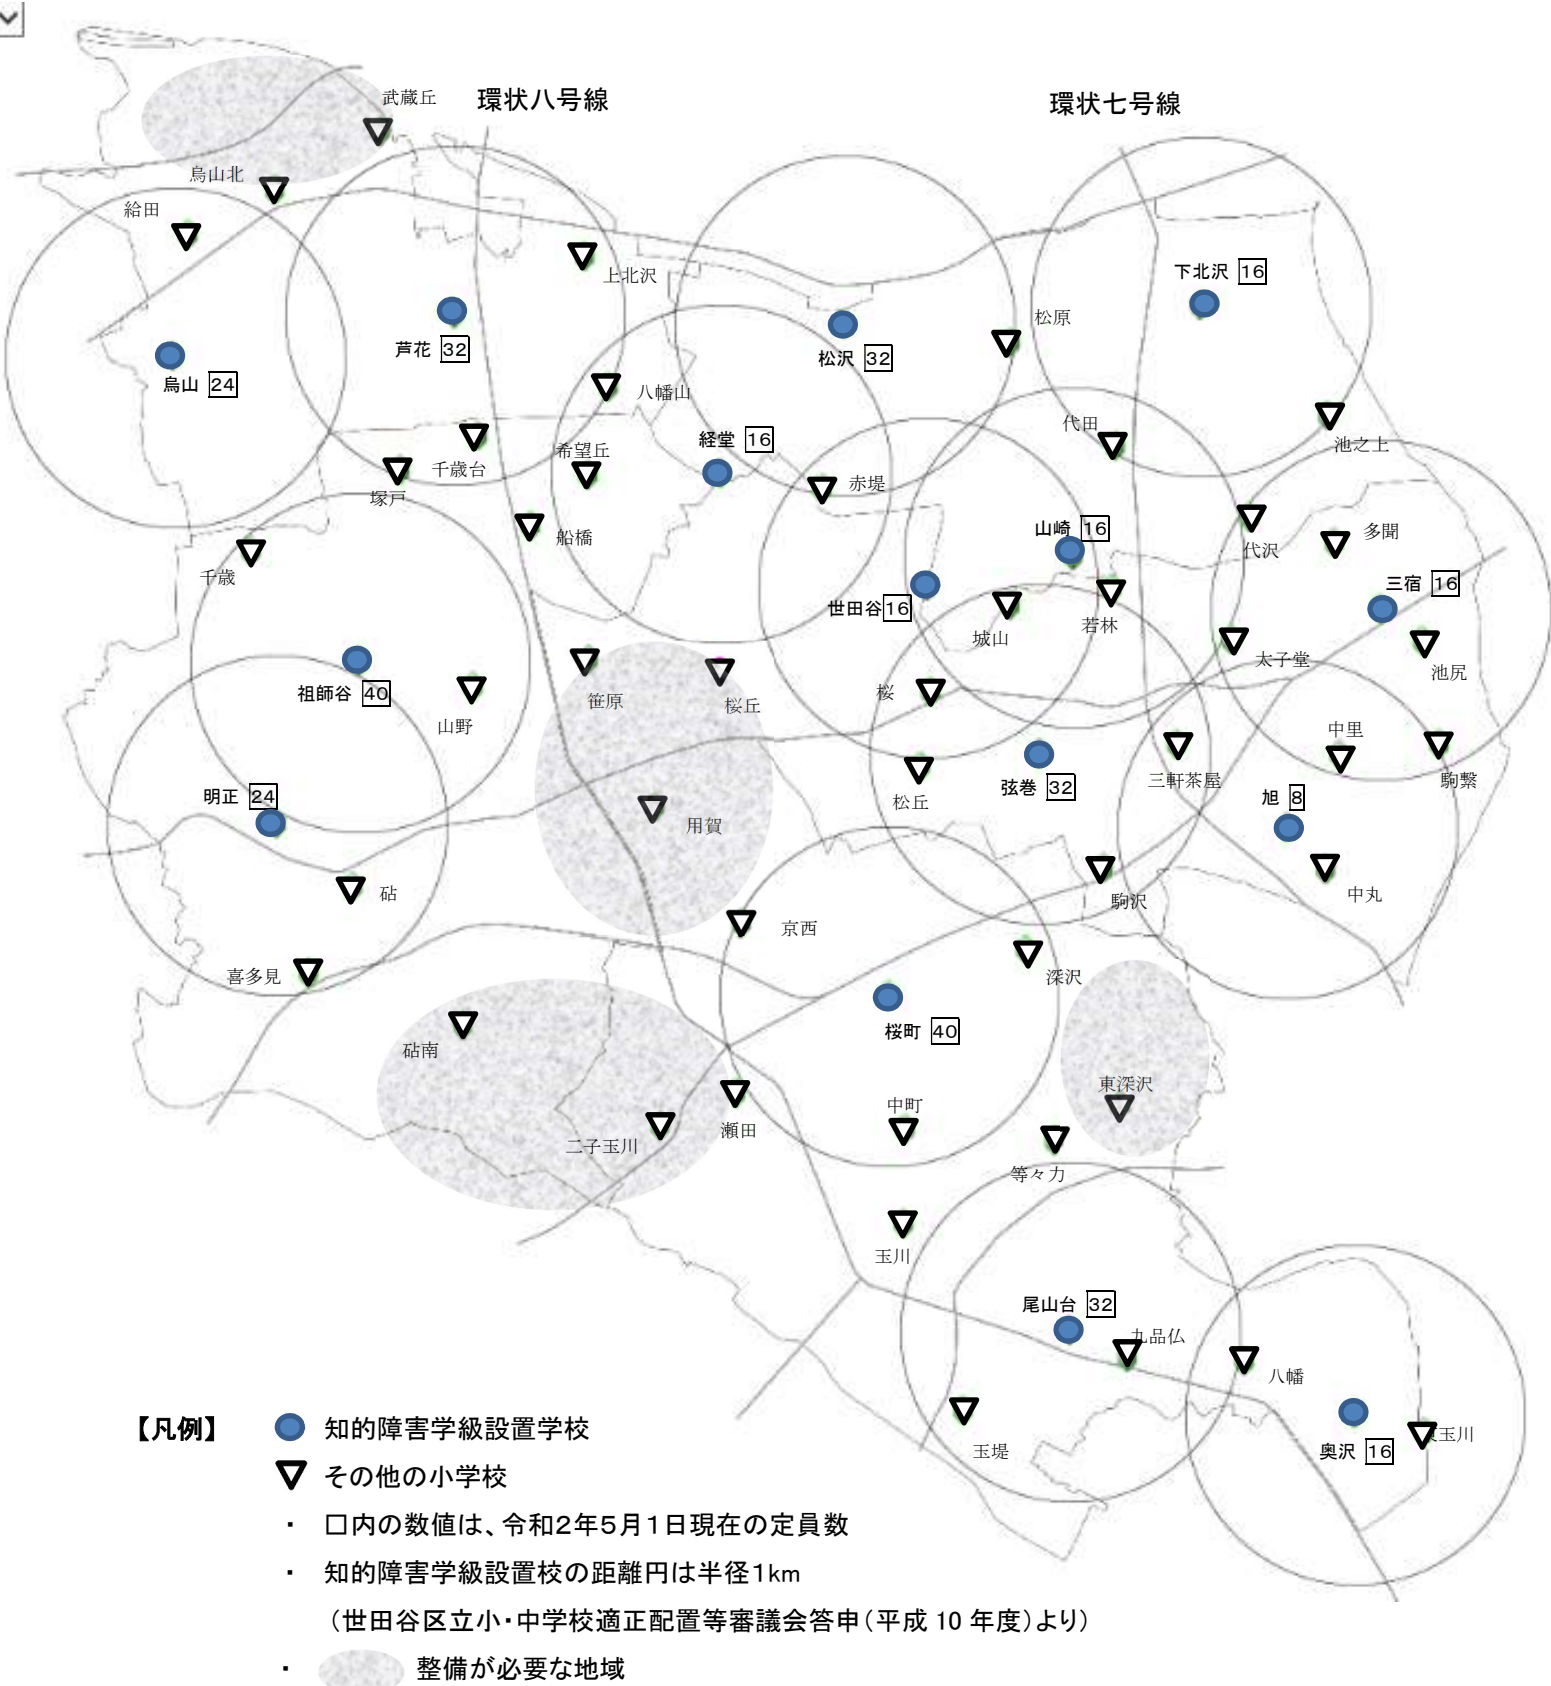 環状八号線
環状七号線
武蔵丘
烏山北
給田
上北沢
下北沢 16
芦花 32
松原
松沢 32
烏山 24
八幡山
代田
池之上
千歳台
希望丘
経堂 16
塚戸
赤堤
船橋
山崎 16
代沢
多聞
千歳
三宿 16
世田谷 16
城山
若林
太子堂
池尻
祖師谷 40
山野
笹原
桜丘
桜
中里
三軒茶屋
駒繋
明正 24
用賀
松丘
弦巻 32
旭 8
砧
中丸
駒沢
京西
喜多見
深沢
砧南
桜町 40
東深沢
中町
瀬田
二子玉川
等々力
玉川
尾山台 32
九品仏
八幡
玉堤
奥沢 16
玉川
【凡例】
知的障害学級設置学校
その他の小学校
・ 口内の数値は、令和2年5月1日現在の定員数
・ 知的障害学級設置校の距離円は半径1km
（世田谷区立小・中学校適正配置等審議会答申（平成 10 年度）より）
・ 整備が必要な地域